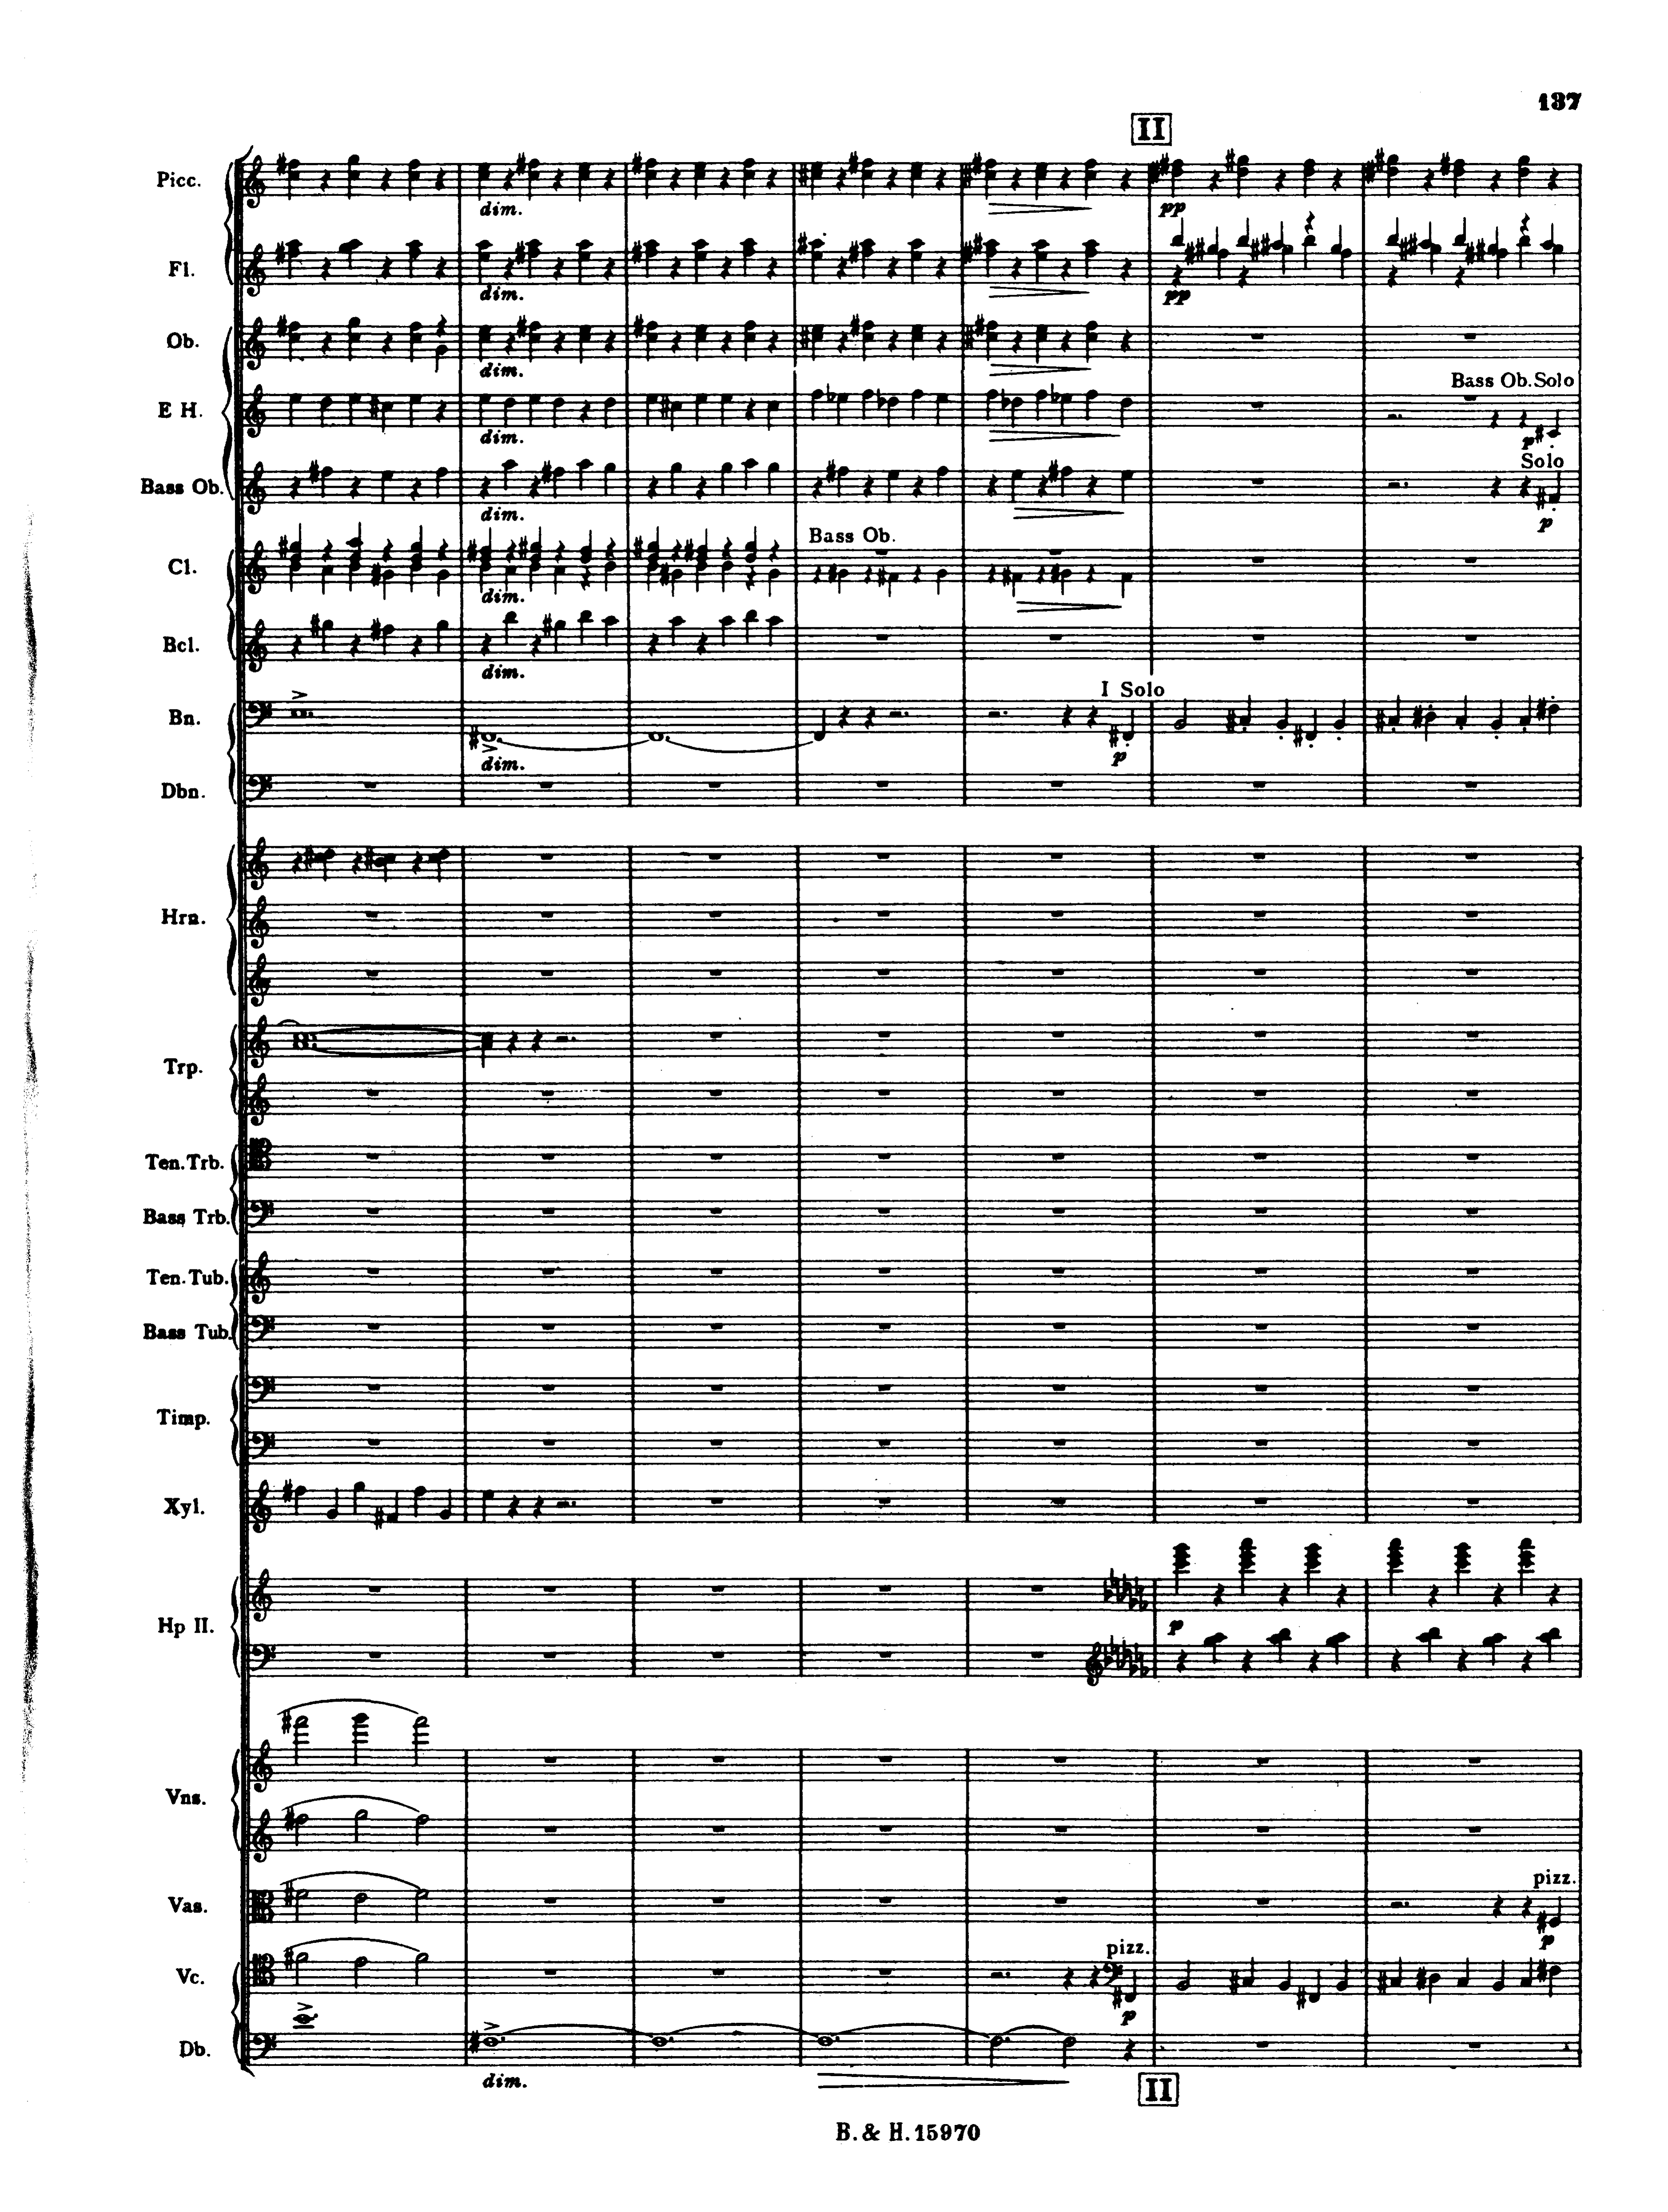 137
II
Picc.
dim.
pp
Fl.
dim.
pp
Ob.
dim.
Bass Ob. Solo
E H.
dim.
p
Solo
Bass Ob.
dim.
p
Bass Ob.
Cl.
dim.
Bcl.
dim.
I Solo
Bn.
dim.
p
Dbn.
Hrn.
Trp.
Ten. Trb.
Bass Trb.
Ten. Tub.
Bass Tub.
Timp.
Xyl.
Hp II.
p
Vns.
pizz.
Vas.
p
pizz.
Vc.
p
Db.
dim.
II
B. & H. 15970